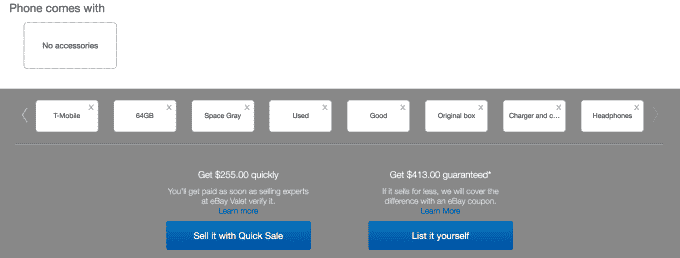 Phone comes with
No accessories
x x x x x x x x
T-Mobile 64GB Space Gray Used Good Original box Charger and c... Headphones
Get $255.00 quickly
You'll get paid as soon as selling experts
at eBay Valet verify it.
Learn more
Sell it with Quick Sale
Get $413.00 guaranteed*
If it sells for less, we will cover the
difference with an eBay coupon.
Learn More
List it yourself